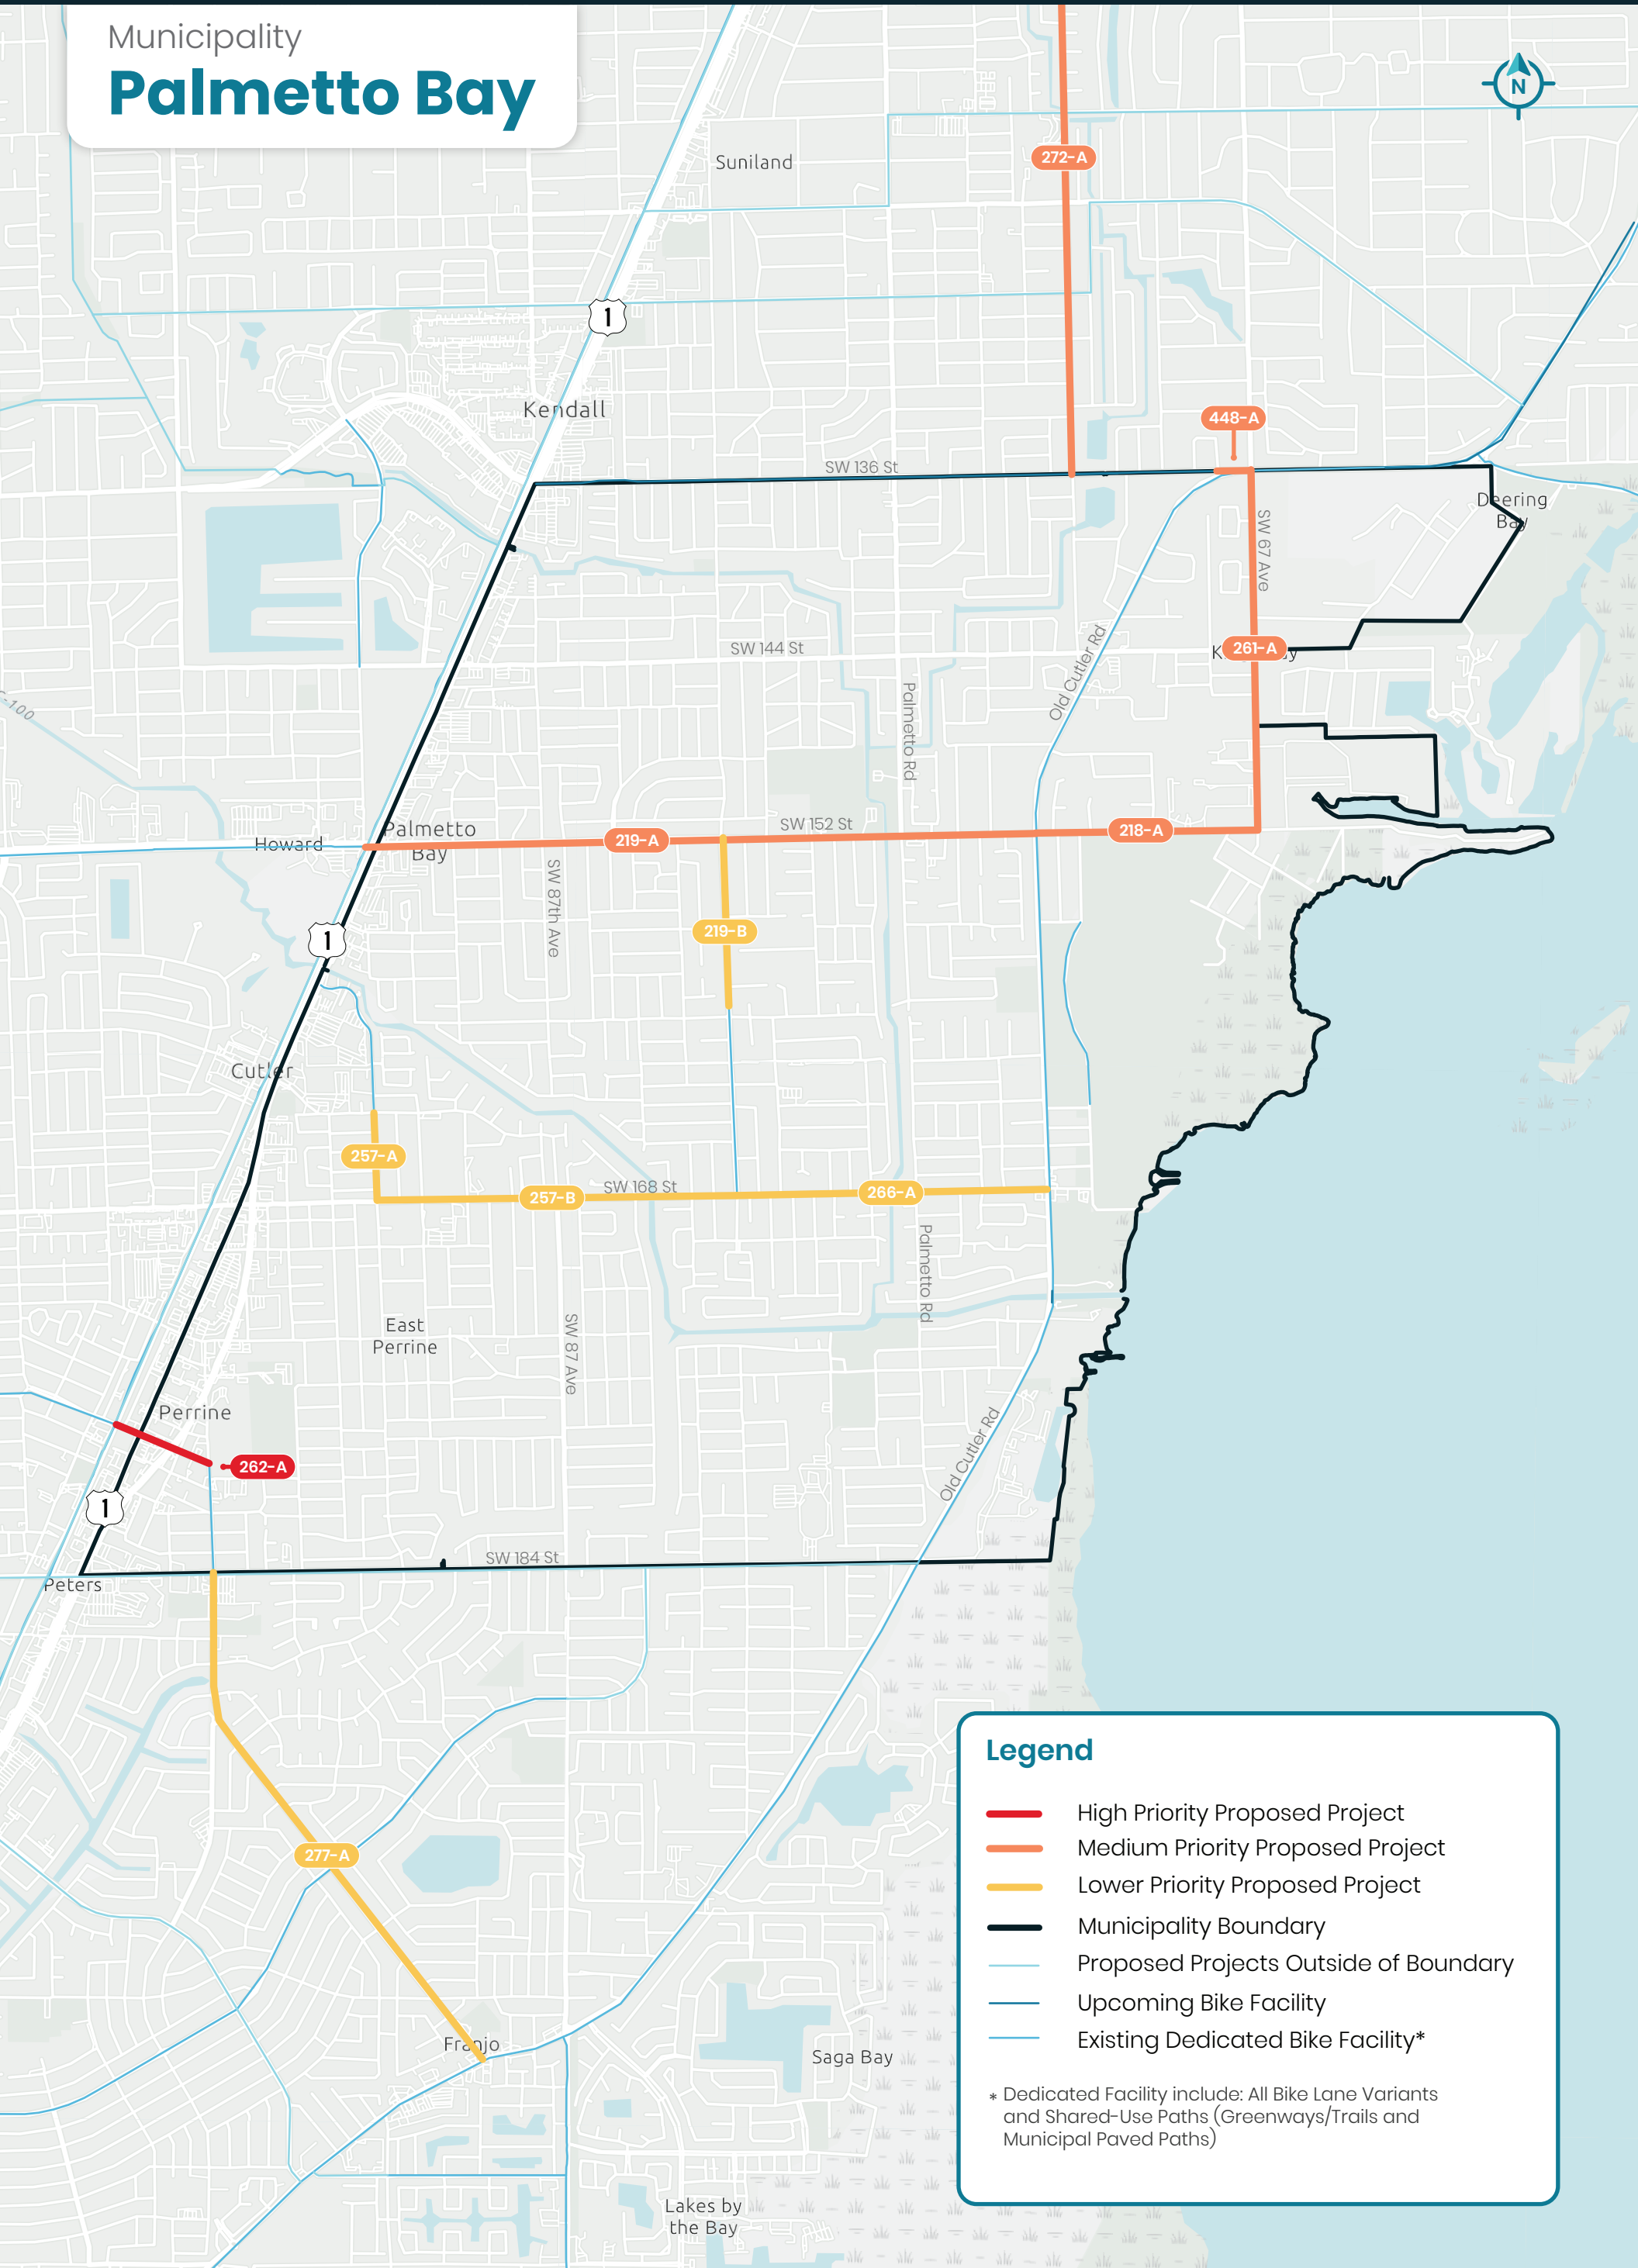 Municipality
Palmetto Bay
N
Suniland
272-A
1
Kendall
448-A
SW 136 St
Deering
Bay
SW 67 Ave
SW 144 St
261-A
Old Cutler Rd
Palmetto Rd
C-100
Palmetto
Bay
Howard
219-A
SW 152 St
218-A
SW 87th Ave
219-B
1
Cutler
257-A
257-B
SW 168 St
266-A
Palmetto Rd
East
Perrine
SW 87 Ave
Perrine
262-A
Old Cutler Rd
1
SW 184 St
Peters
277-A
Franjo
Saga Bay
Lakes by
the Bay
Legend
High Priority Proposed Project
Medium Priority Proposed Project
Lower Priority Proposed Project
Municipality Boundary
Proposed Projects Outside of Boundary
Upcoming Bike Facility
Existing Dedicated Bike Facility*
* Dedicated Facility include: All Bike Lane Variants
and Shared-Use Paths (Greenways/Trails and
Municipal Paved Paths)